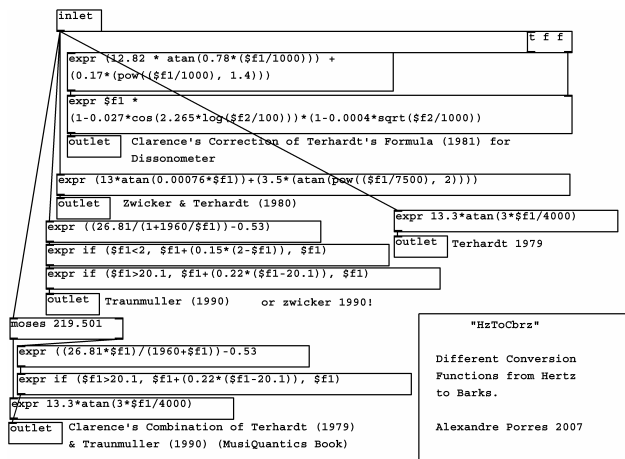 inlet
t f f
expr (12.82 * atan(0.78*($f1/1000))) +
(0.17*(pow(($f1/1000), 1.4)))
expr $f1 *
(1-0.027*cos(2.265*log($f2/100)))*(1-0.0004*sqrt($f2/1000))
outlet Clarence's Correction of Terhardt's Formula (1981) for
Dissonometer
expr (13*atan(0.00076*$f1))+(3.5*(atan(pow(($f1/7500), 2))))
outlet Zwicker & Terhardt (1980)
expr 13.3*atan(3*$f1/4000)
outlet Terhardt 1979
expr ((26.81/(1+1960/$f1))-0.53)
expr if ($f1<2, $f1+(0.15*(2-$f1)), $f1)
expr if ($f1>20.1, $f1+(0.22*($f1-20.1)), $f1)
outlet Traunmuller (1990) or zwicker 1990!
moses 219.501
expr ((26.81*$f1)/(1960+$f1))-0.53
expr if ($f1>20.1, $f1+(0.22*($f1-20.1)), $f1)
expr 13.3*atan(3*$f1/4000)
outlet Clarence's Combination of Terhardt (1979)
& Traunmuller (1990) (MusiQuantics Book)
"HzToCbrz"
Different Conversion
Functions from Hertz
to Barks.
Alexandre Porres 2007